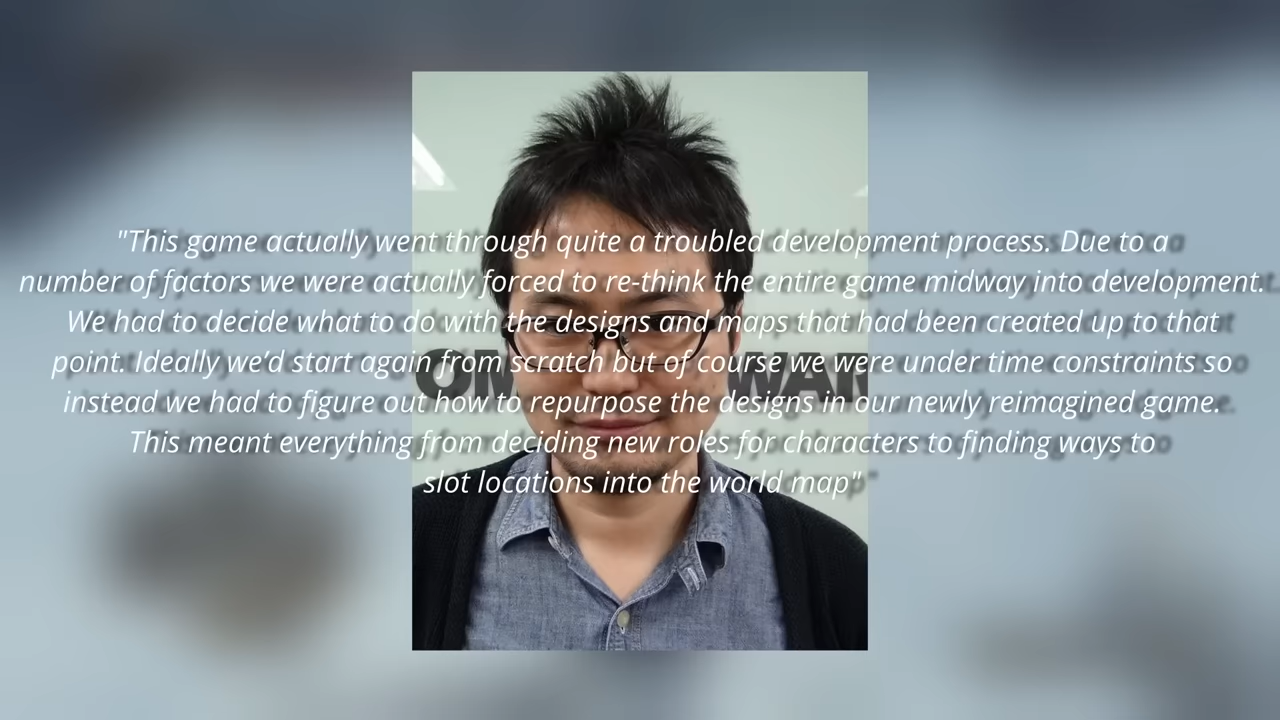 "This game actually went through quite a troubled development process. Due to a
number of factors we were actually forced to re-think the entire game midway into development.
We had to decide what to do with the designs and maps that had been created up to that
point. Ideally we’d start again from scratch but of course we were under time constraints so
instead we had to figure out how to repurpose the designs in our newly reimagined game.
This meant everything from deciding new roles for characters to finding ways to
slot locations into the world map"